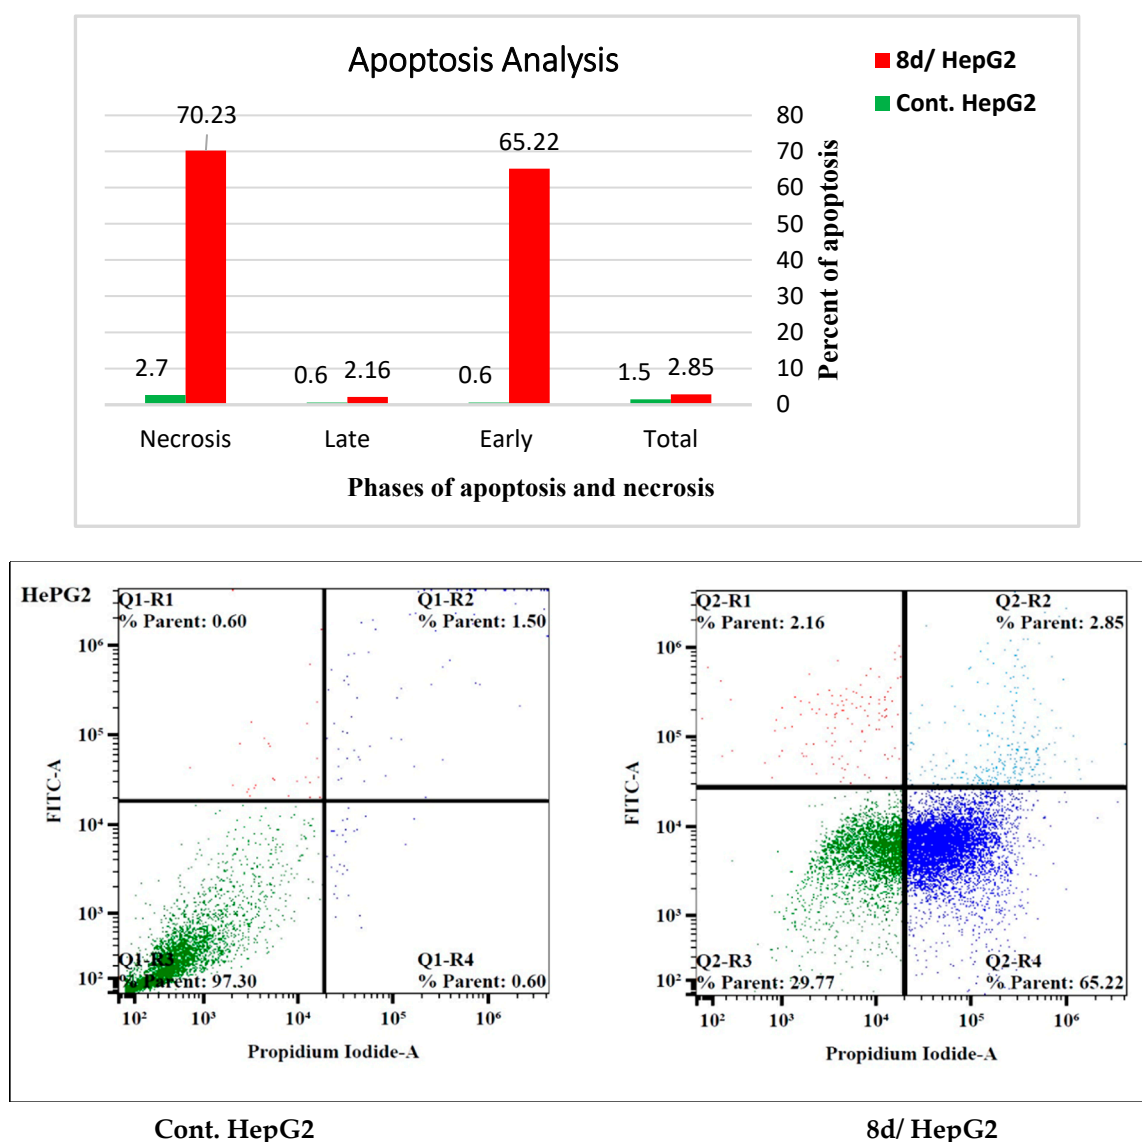 Apoptosis Analysis
8d/ HepG2
Cont. HepG2
70.23
65.22
2.7
0.6
2.16
0.6
1.5
2.85
80
70
60
50
40
30
20
10
0
Percent of apoptosis
Necrosis
Late
Early
Total
Phases of apoptosis and necrosis
HePG2
Q1-R1
% Parent: 0.60
Q1-R2
% Parent: 1.50
10⁶
10⁵
10⁴
10³
10²
FITC-A
Q1-R3
% Parent: 97.30
Q1-R4
% Parent: 0.60
10²
10³
10⁴
10⁵
10⁶
Propidium Iodide-A
Q2-R1
% Parent: 2.16
Q2-R2
% Parent: 2.85
10⁶
10⁵
10⁴
10³
10²
FITC-A
Q2-R3
% Parent: 29.77
Q2-R4
% Parent: 65.22
10²
10³
10⁴
10⁵
10⁶
Propidium Iodide-A
Cont. HepG2
8d/ HepG2